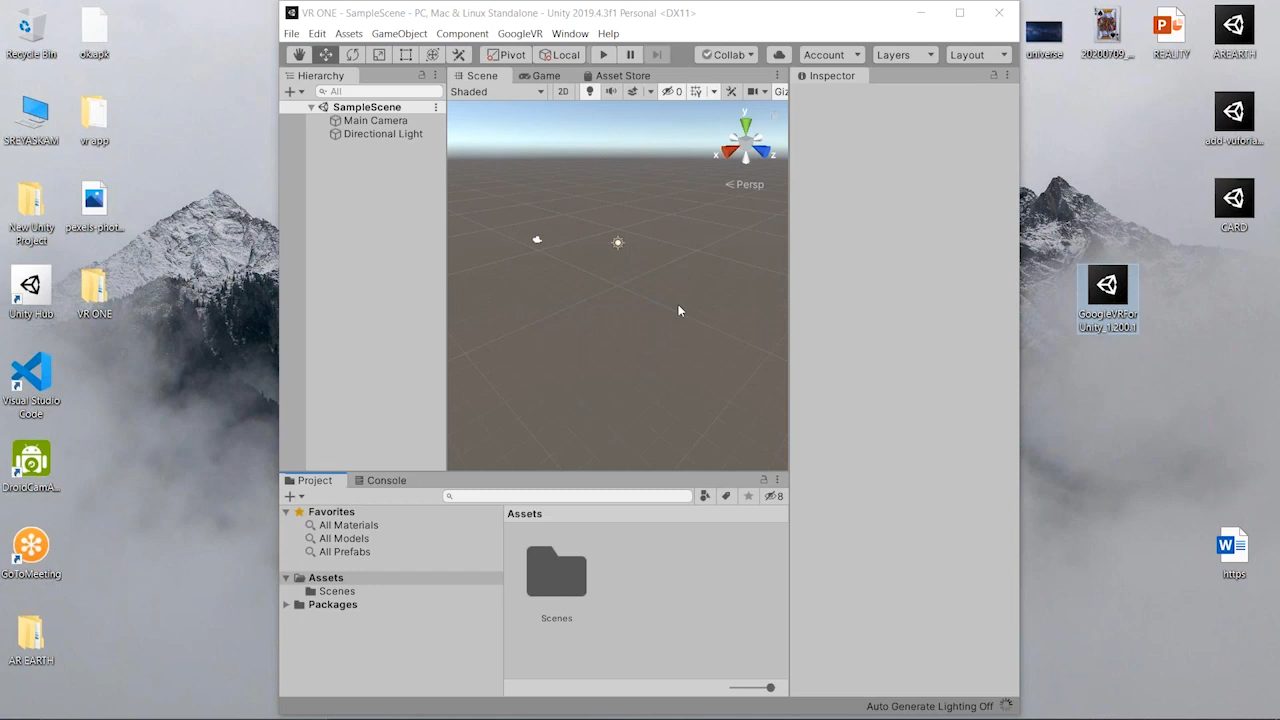 VR ONE - SampleScene - PC, Mac & Linux Standalone - Unity 2019.4.3f1 Personal <DX11>
File Edit Assets GameObject Component GoogleVR Window Help
Pivot Local Collab Account Layers Layout
Hierarchy Scene Game Asset Store Inspector
All Shaded 2D 0 Giz
SampleScene
Main Camera
Directional Light
y
x z
Persp
Project Console
8
Favorites
All Materials
All Models
All Prefabs
Assets
Scenes
Packages
Assets
Scenes
Auto Generate Lighting Off
Recycle Bin
okapk
SREYASKAM
vr app
New Unity
Project
pexels-phot...
Unity Hub
VR ONE
Visual Studio
Code
DroidCamA...
GoToMeeting
AR EARTH
universe
20200709_...
REALITY
AREARTH
add-vuforia...
CARD
GoogleVRFor
Unity_1.200.1
https